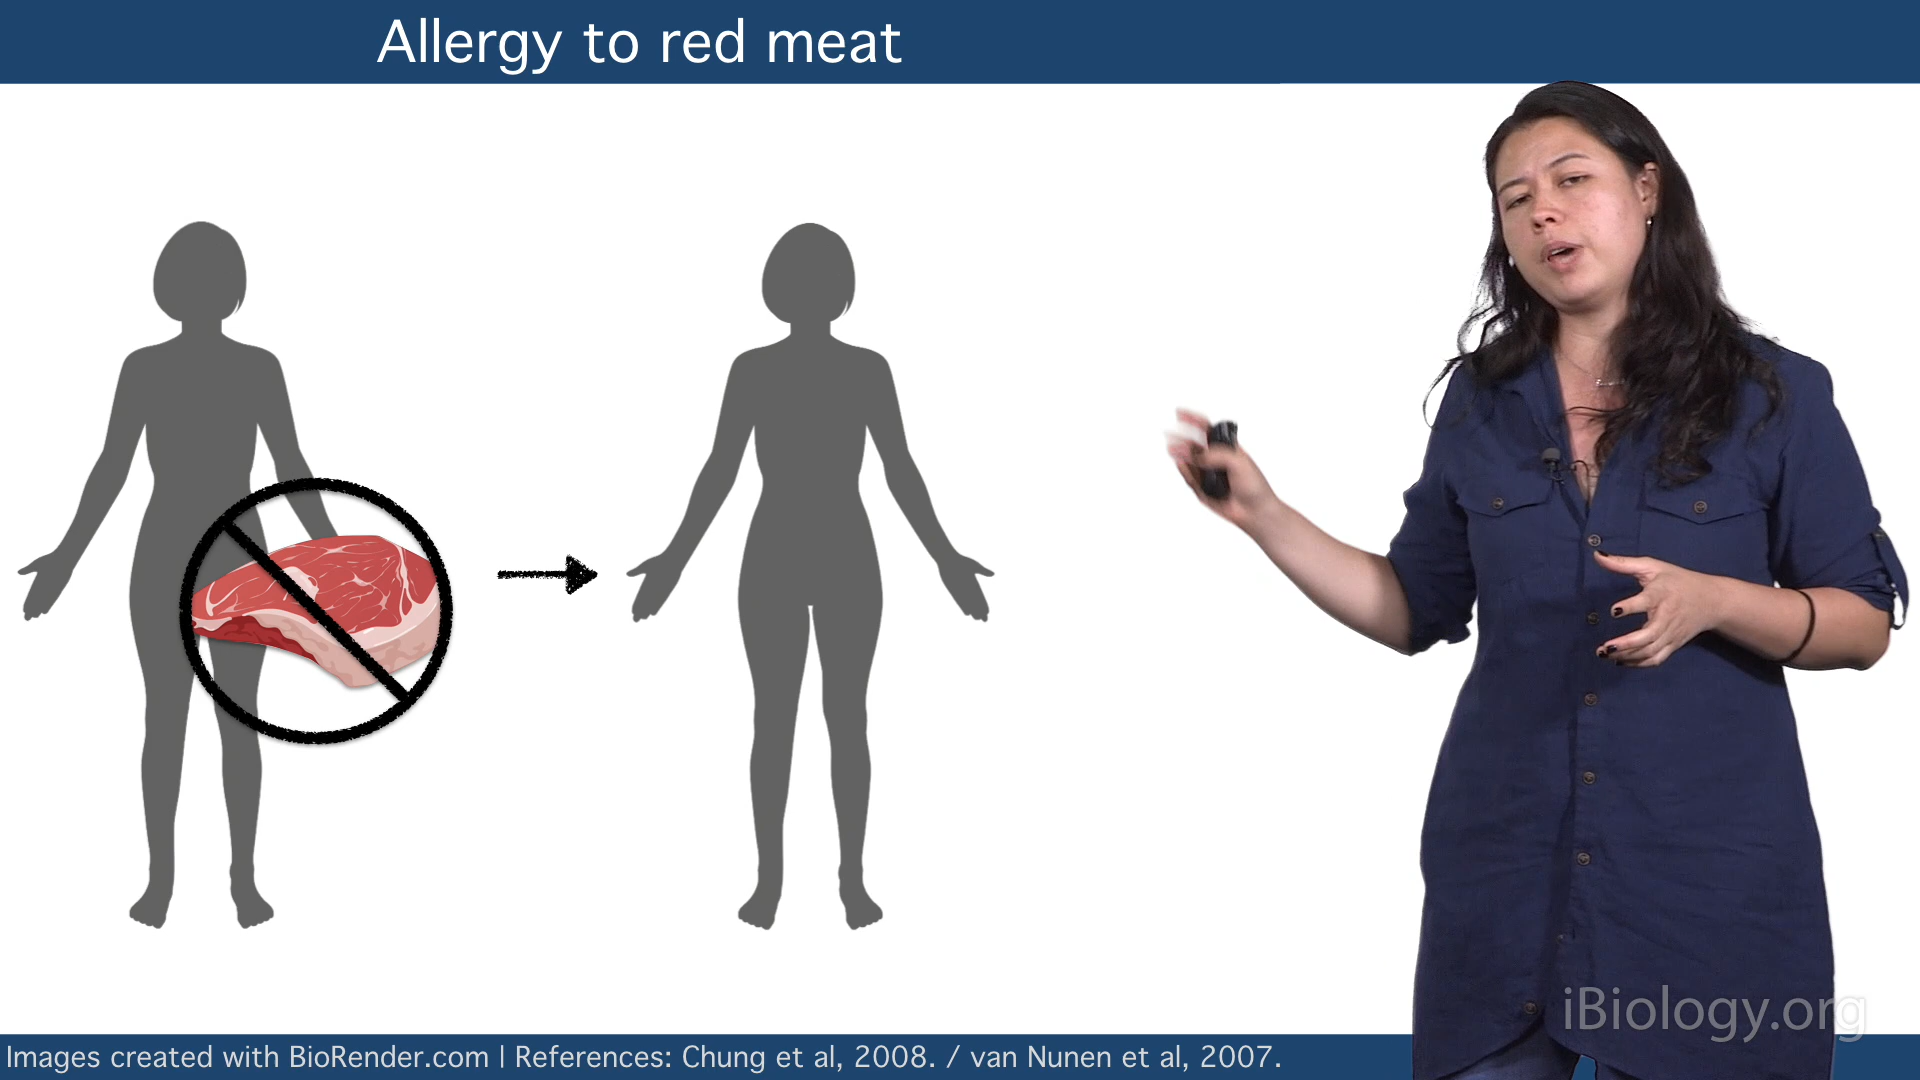 Allergy to red meat
iBiology.org
Images created with BioRender.com | References: Chung et al, 2008. / van Nunen et al, 2007.